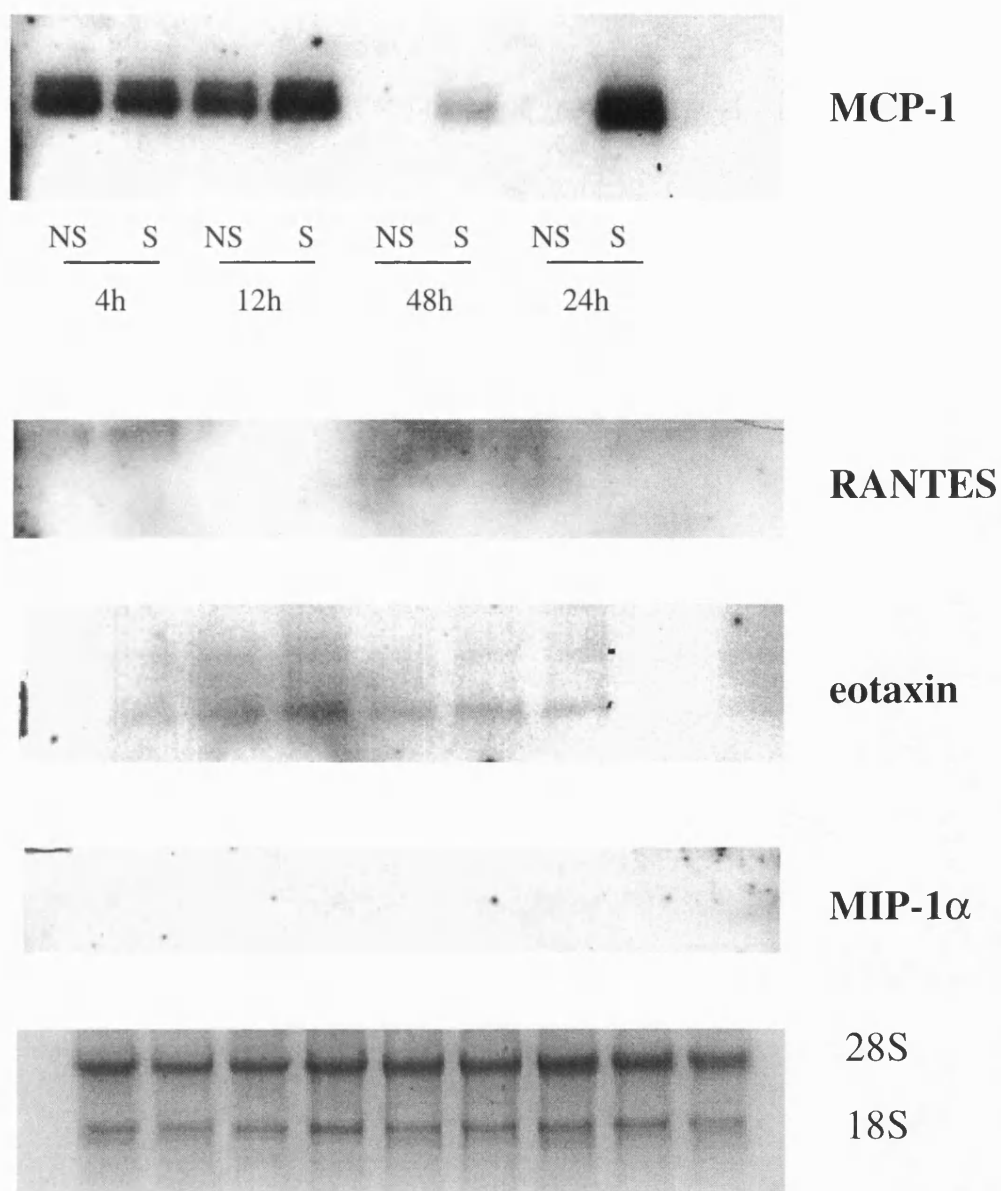 MCP-1
NS S NS S NS S NS S
4h 12h 48h 24h
RANTES
eotaxin
MIP-1α
28S
18S